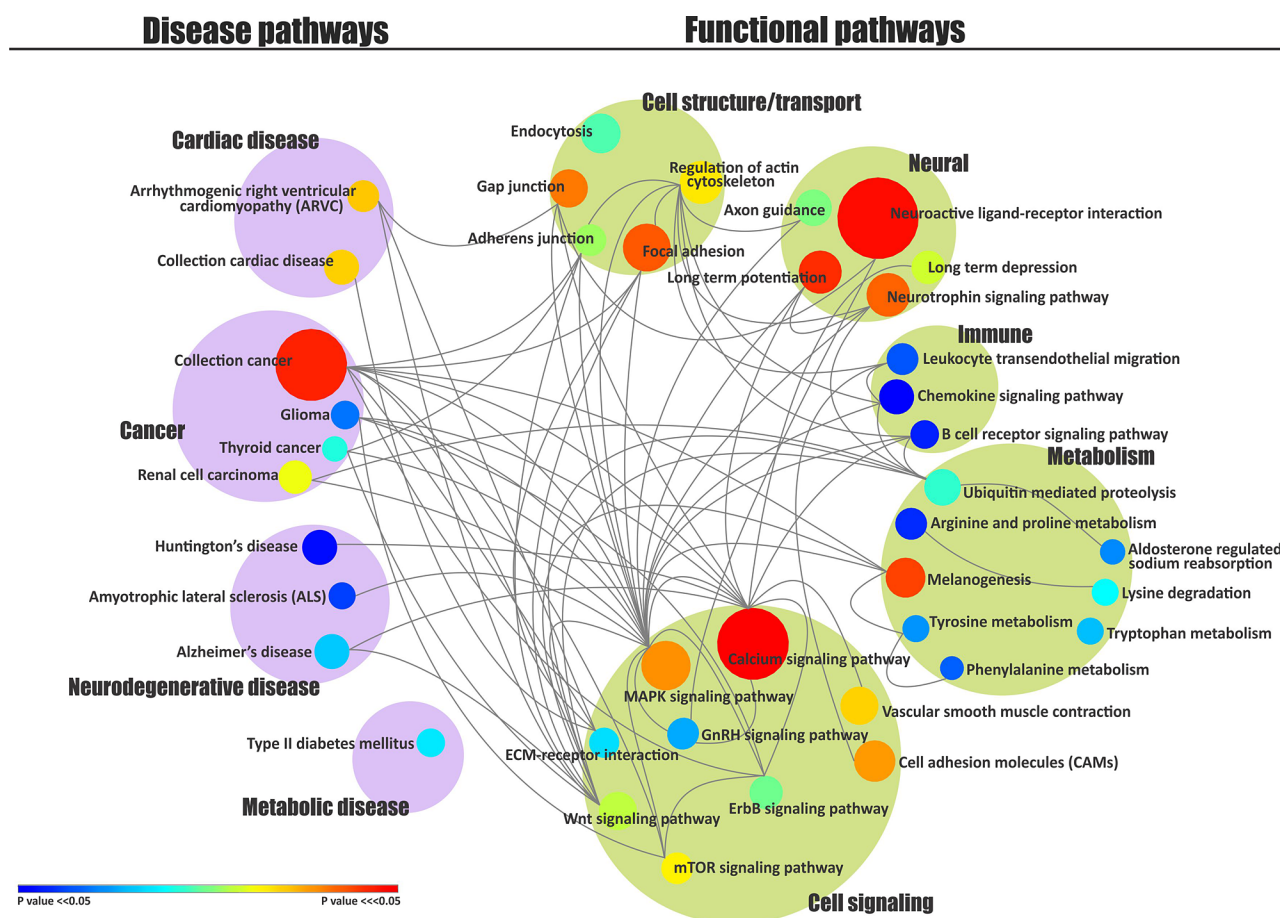 Disease pathways
Functional pathways
Cardiac disease
Arrhythmogenic right ventricular
cardiomyopathy (ARVC)
Collection cardiac disease
Collection cancer
Glioma
Cancer
Thyroid cancer
Renal cell carcinoma
Huntington's disease
Amyotrophic lateral sclerosis (ALS)
Alzheimer's disease
Neurodegenerative disease
Type II diabetes mellitus
Metabolic disease
Cell structure/transport
Endocytosis
Regulation of actin
cytoskeleton
Gap junction
Adherens junction
Focal adhesion
Neural
Axon guidance
Neuroactive ligand-receptor interaction
Long term potentiation
Long term depression
Neurotrophin signaling pathway
Immune
Leukocyte transendothelial migration
Chemokine signaling pathway
B cell receptor signaling pathway
Metabolism
Ubiquitin mediated proteolysis
Arginine and proline metabolism
Aldosterone regulated
sodium reabsorption
Melanogenesis
Lysine degradation
Tyrosine metabolism
Tryptophan metabolism
Phenylalanine metabolism
Calcium signaling pathway
MAPK signaling pathway
Vascular smooth muscle contraction
GnRH signaling pathway
ECM-receptor interaction
Cell adhesion molecules (CAMs)
ErbB signaling pathway
Wnt signaling pathway
mTOR signaling pathway
Cell signaling
P value <<0.05
P value <<<0.05